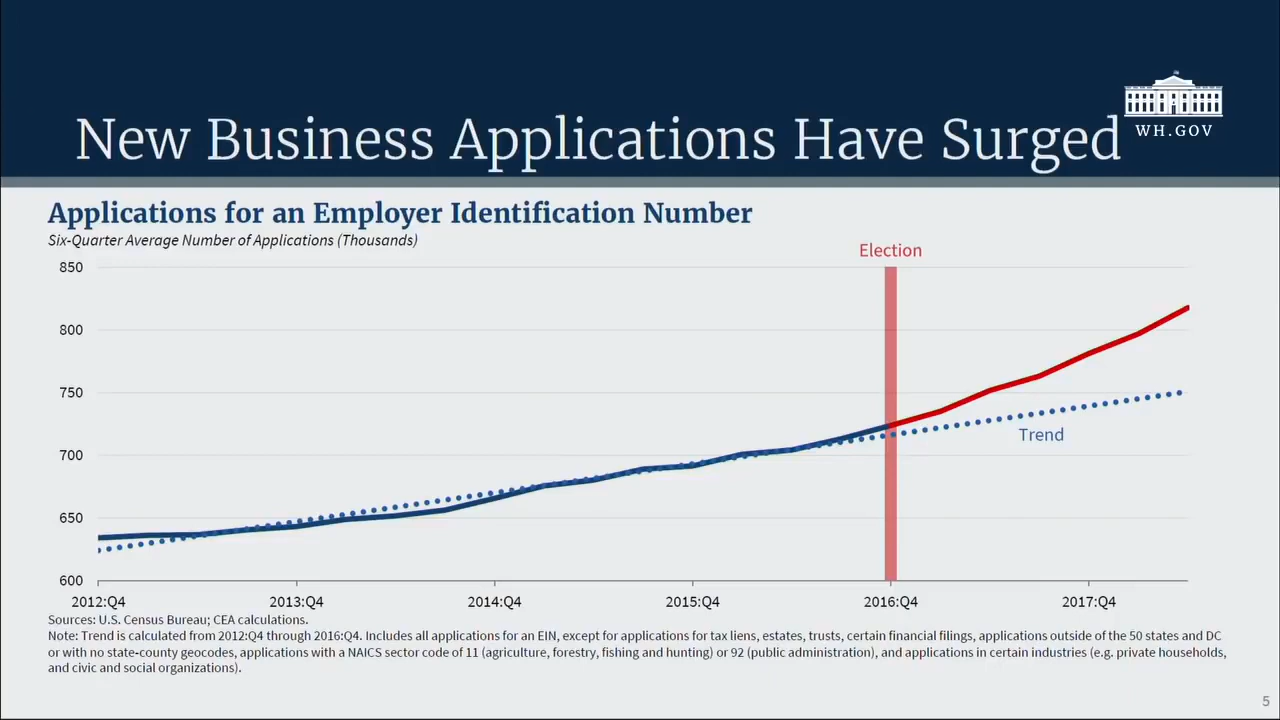 New Business Applications Have Surged
WH.GOV
Applications for an Employer Identification Number
Six-Quarter Average Number of Applications (Thousands)
Election
850
800
750
Trend
700
650
600
2012:Q4 2013:Q4 2014:Q4 2015:Q4 2016:Q4 2017:Q4
Sources: U.S. Census Bureau; CEA calculations.
Note: Trend is calculated from 2012:Q4 through 2016:Q4. Includes all applications for an EIN, except for applications for tax liens, estates, trusts, certain financial filings, applications outside of the 50 states and DC
or with no state-county geocodes, applications with a NAICS sector code of 11 (agriculture, forestry, fishing and hunting) or 92 (public administration), and applications in certain industries (e.g. private households,
and civic and social organizations).
5